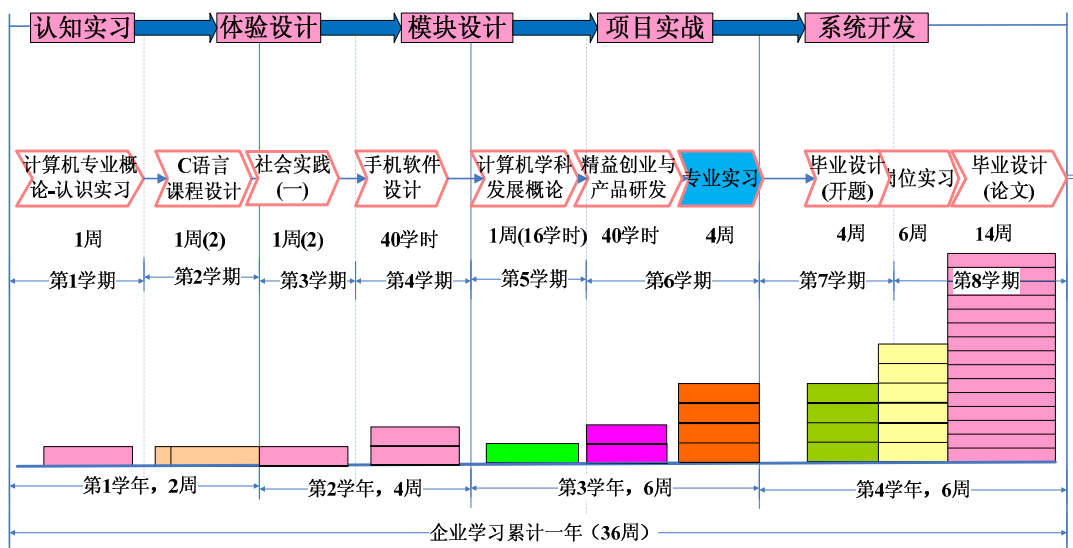 认知实习
体验设计
模块设计
项目实战
系统开发
计算机专业概
论-认识实习
C语言
课程设计
社会实践
(一)
手机软件
设计
计算机学科
发展概论
精益创业与
产品研发
专业实习
毕业设计
(开题)
岗位实习
毕业设计
(论文)
1周
1周(2)
1周(2)
40学时
1周(16学时)
40学时
4周
4周
6周
14周
第1学期
第2学期
第3学期
第4学期
第5学期
第6学期
第7学期
第8学期
第1学年，2周
第2学年，4周
第3学年，6周
第4学年，6周
企业学习累计一年（36周）